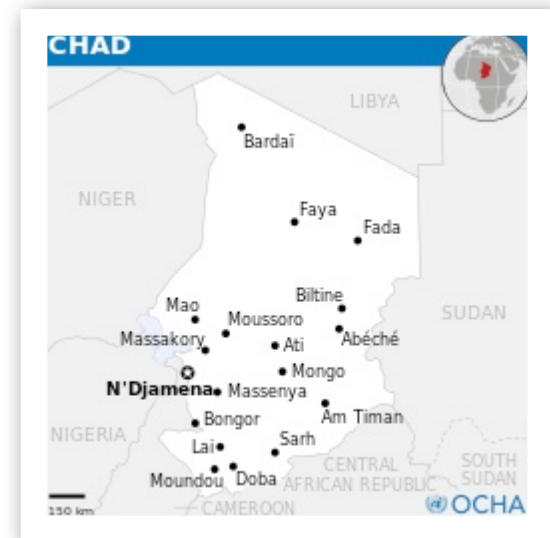 CHAD
LIBYA
Bardaï
NIGER
Faya
Fada
Biltine
Mao
SUDAN
Moussoro
Massakory
Abéché
Ati
Mongo
N'Djamena
Massenya
Am Timan
Bongor
NIGERIA
Sarh
Laï
CENTRAL
AFRICAN REPUBLIC
SOUTH
SUDAN
Moundou
Doba
CAMEROON
150 km
OCHA